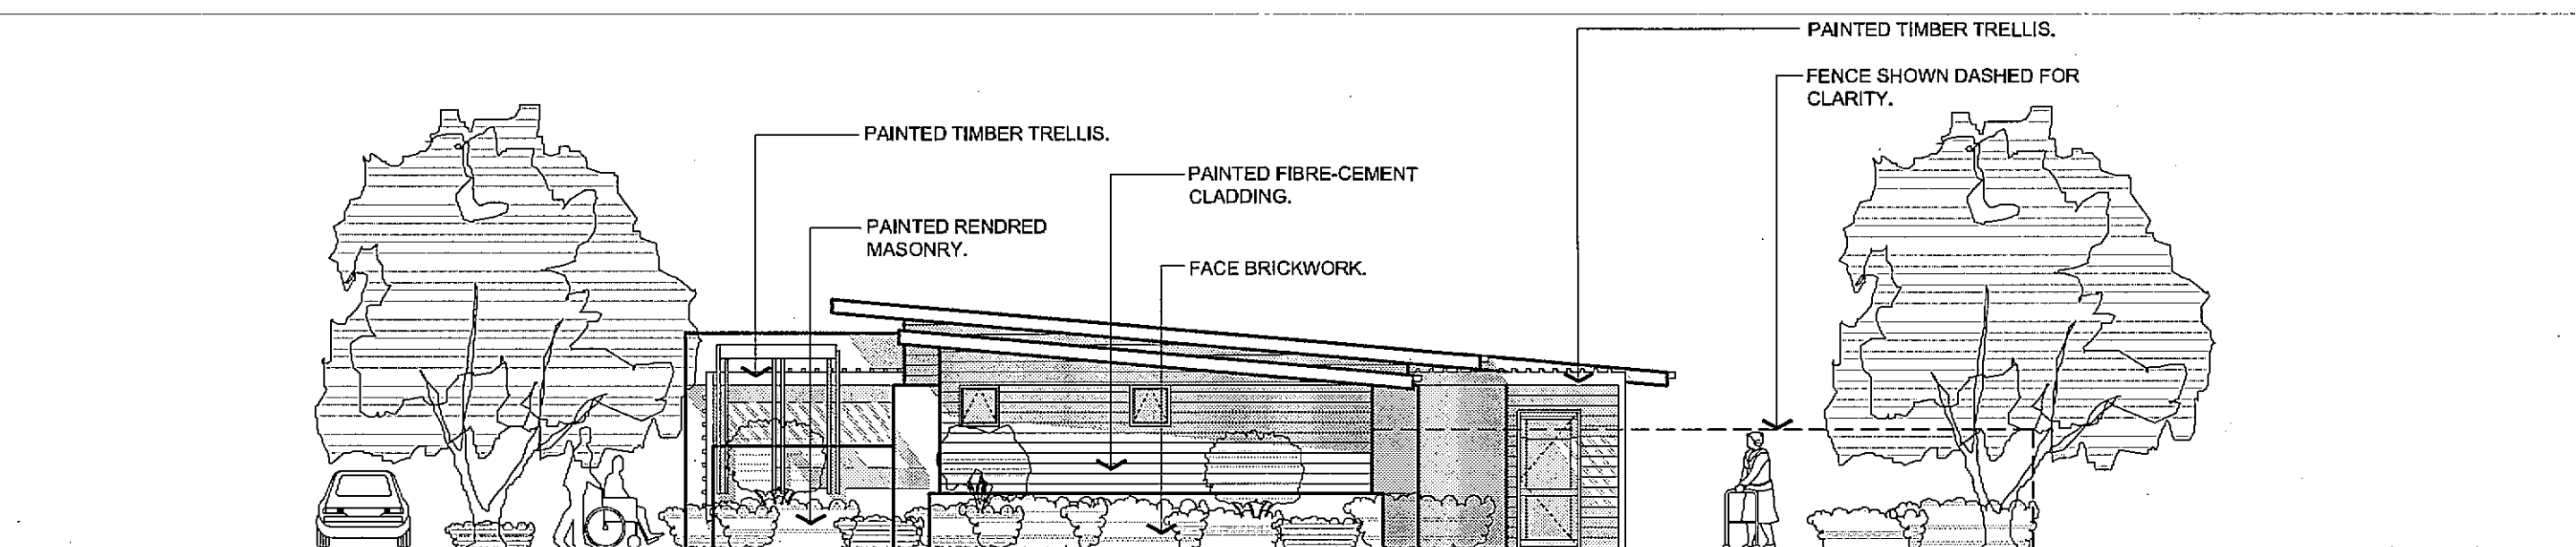 PAINTED TIMBER TRELLIS.
FENCE SHOWN DASHED FOR
CLARITY.
PAINTED TIMBER TRELLIS.
PAINTED FIBRE-CEMENT
CLADDING.
PAINTED RENDRED
MASONRY.
FACE BRICKWORK.